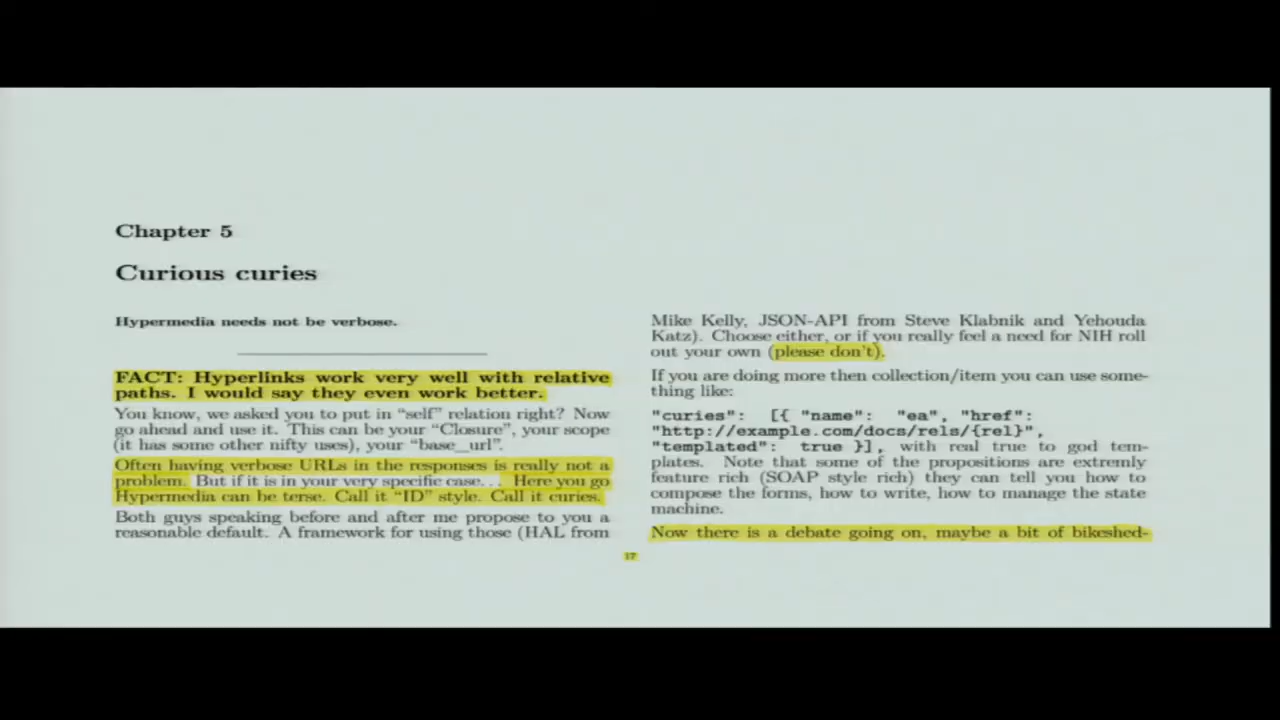 Chapter 5
Curious curies
Hypermedia needs not be verbose.
FACT: Hyperlinks work very well with relative
paths. I would say they even work better.
You know, we asked you to put in “self” relation right? Now
go ahead and use it. This can be your “Closure”, your scope
(it has some other nifty uses), your “base_url”.
Often having verbose URLs in the responses is really not a
problem. But if it is in your very specific case... Here you go
Hypermedia can be terse. Call it “ID” style. Call it curies.
Both guys speaking before and after me propose to you a
reasonable default. A framework for using those (HAL from
Mike Kelly, JSON-API from Steve Klabnik and Yehouda
Katz). Choose either, or if you really feel a need for NIH roll
out your own (please don't).
If you are doing more then collection/item you can use some-
thing like:
"curies": [{ "name": "ea", "href":
"http://example.com/docs/rels/{rel}",
"templated": true }], with real true to god tem-
plates. Note that some of the propositions are extremly
feature rich (SOAP style rich) they can tell you how to
compose the forms, how to write, how to manage the state
machine.
Now there is a debate going on, maybe a bit of bikeshed-
17